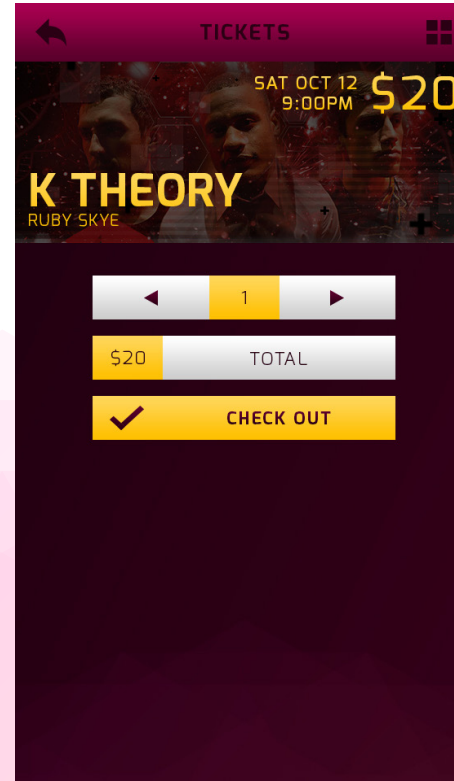 TICKETS
SAT OCT 12
9:00PM
$20
K THEORY
RUBY SKYE
1
$20 TOTAL
CHECK OUT